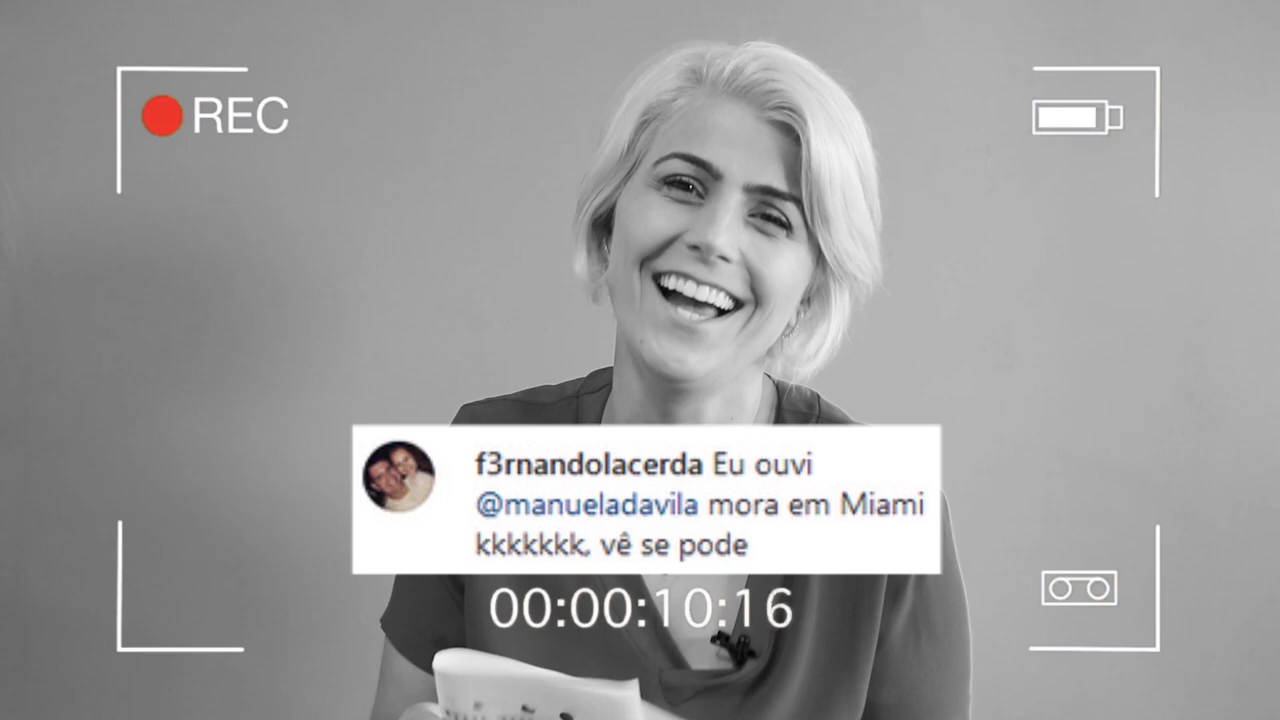 REC
f3rnandolacerda Eu ouvi
@manueladavila mora em Miami
kkkkkkk, vê se pode
00:00:10:16